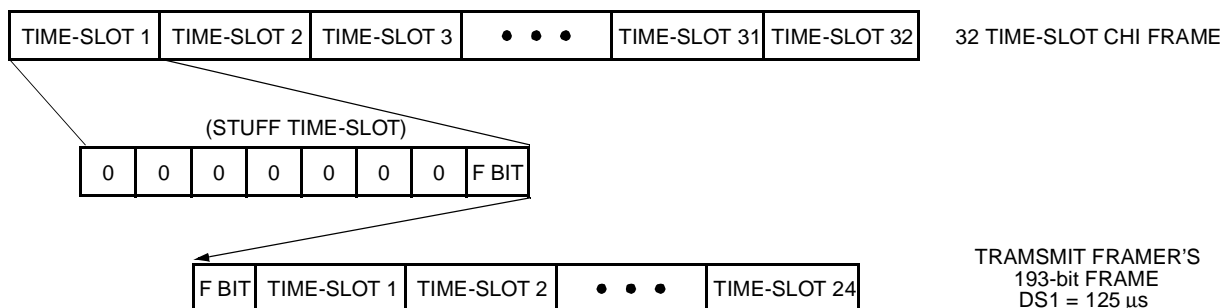 TIME-SLOT 1 TIME-SLOT 2 TIME-SLOT 3 • • • TIME-SLOT 31 TIME-SLOT 32 32 TIME-SLOT CHI FRAME
(STUFF TIME-SLOT)
0 0 0 0 0 0 0 F BIT
F BIT TIME-SLOT 1 TIME-SLOT 2 • • • TIME-SLOT 24
TRAMSMIT FRAMER'S
193-bit FRAME
DS1 = 125 µs